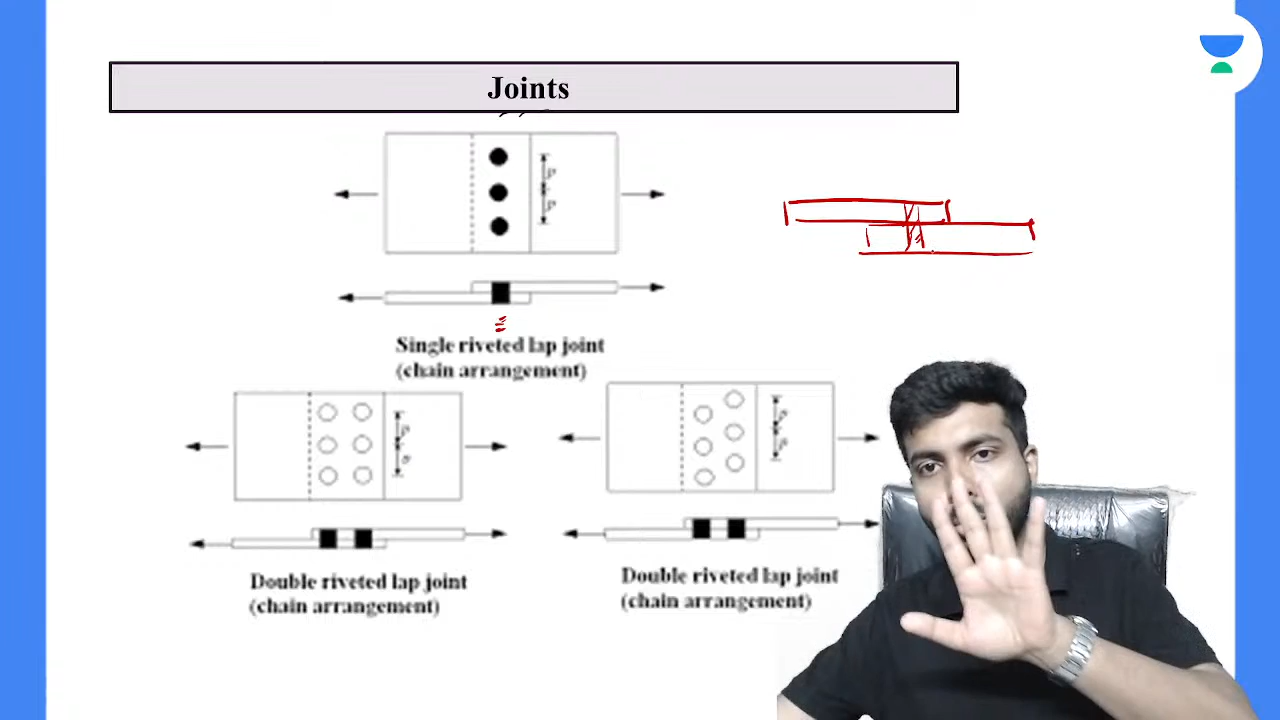 Joints
p
p
Single riveted lap joint
(chain arrangement)
p
p
Double riveted lap joint
(chain arrangement)
p
p
Double riveted lap joint
(chain arrangement)